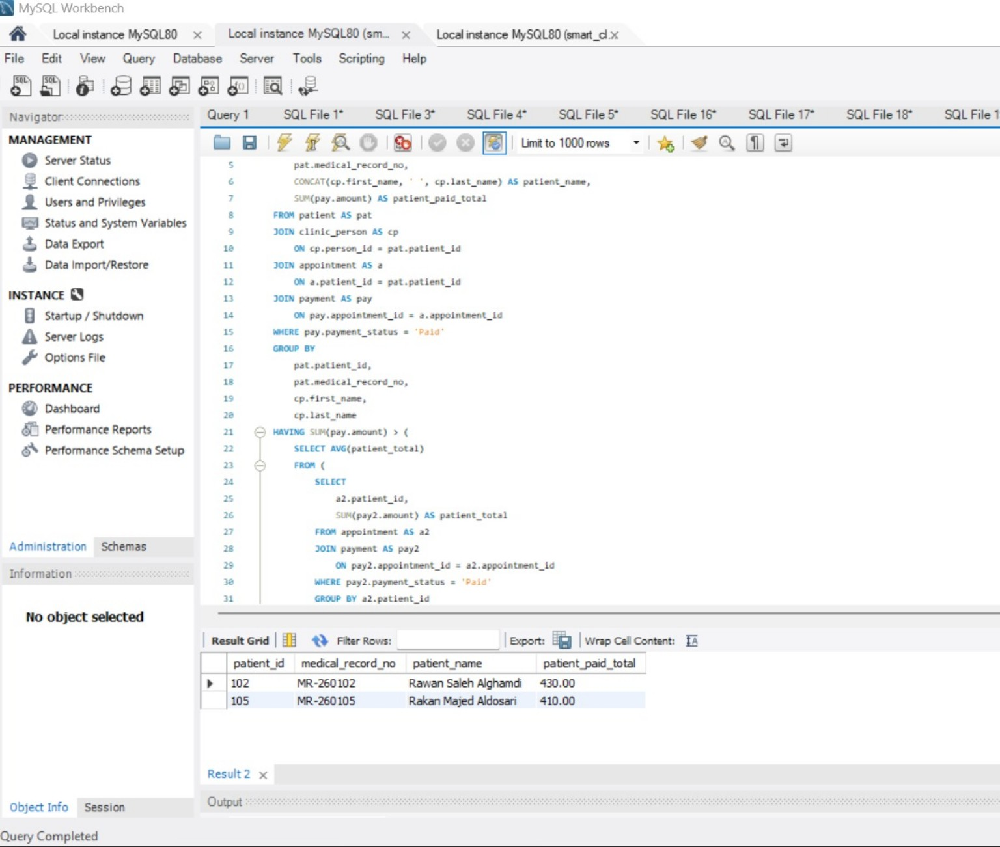 MySQL Workbench
Local instance MySQL80
Local instance MySQL80 (sm...
Local instance MySQL80 (smart_cl.
File Edit View Query Database Server Tools Scripting Help
Navigator
MANAGEMENT
Server Status
Client Connections
Users and Privileges
Status and System Variables
Data Export
Data Import/Restore
INSTANCE
Startup / Shutdown
Server Logs
Options File
PERFORMANCE
Dashboard
Performance Reports
Performance Schema Setup
Administration Schemas
Information
No object selected
Object Info Session
Query 1 SQL File 1* SQL File 3* SQL File 4* SQL File 5* SQL File 16* SQL File 17* SQL File 18* SQL File 1
Limit to 1000 rows
5 pat.medical_record_no,
6 CONCAT(cp.first_name, ' ', cp.last_name) AS patient_name,
7 SUM(pay.amount) AS patient_paid_total
8 FROM patient AS pat
9 JOIN clinic_person AS cp
10 ON cp.person_id = pat.patient_id
11 JOIN appointment AS a
12 ON a.patient_id = pat.patient_id
13 JOIN payment AS pay
14 ON pay.appointment_id = a.appointment_id
15 WHERE pay.payment_status = 'Paid'
16 GROUP BY
17 pat.patient_id,
18 pat.medical_record_no,
19 cp.first_name,
20 cp.last_name
21 HAVING SUM(pay.amount) > (
22 SELECT AVG(patient_total)
23 FROM (
24 SELECT
25 a2.patient_id,
26 SUM(pay2.amount) AS patient_total
27 FROM appointment AS a2
28 JOIN payment AS pay2
29 ON pay2.appointment_id = a2.appointment_id
30 WHERE pay2.payment_status = 'Paid'
31 GROUP BY a2.patient_id
Result Grid Filter Rows: Export: Wrap Cell Content:
patient_id medical_record_no patient_name patient_paid_total
102 MR-260102 Rawan Saleh Alghamdi 430.00
105 MR-260105 Rakan Majed Aldosari 410.00
Result 2
Output
Query Completed